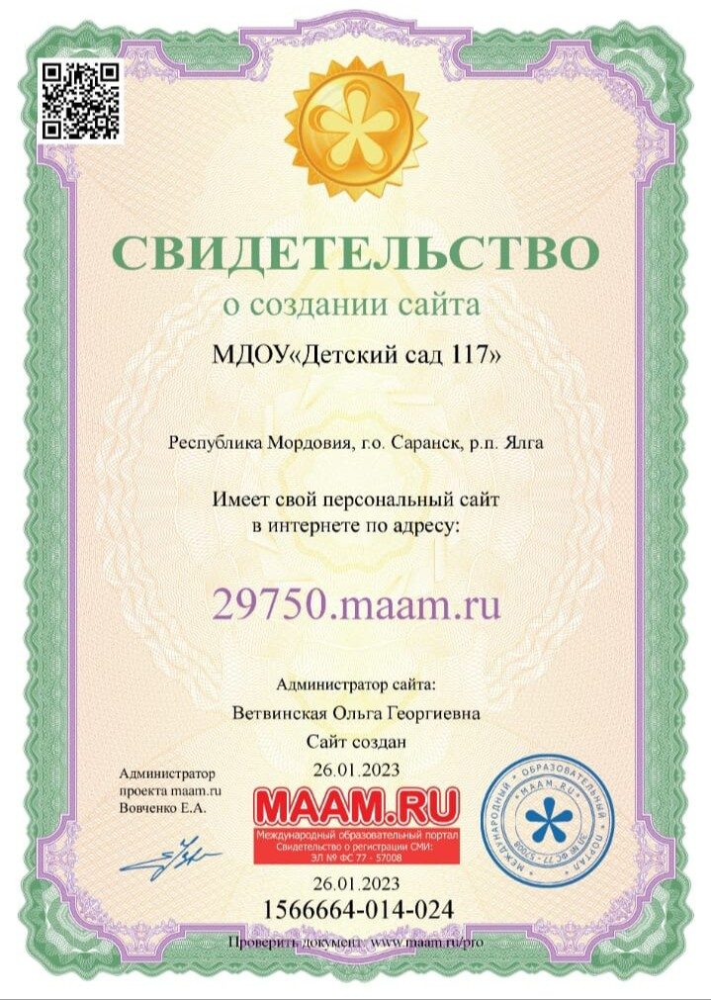 СВИДЕТЕЛЬСТВО
о создании сайта
МДОУ«Детский сад 117»
Республика Мордовия, г.о. Саранск, р.п. Ялга
Имеет свой персональный сайт
в интернете по адресу:
29750.maam.ru
Администратор сайта:
Ветвинская Ольга Георгиевна
Сайт создан
26.01.2023
Администратор
проекта maam.ru
Вовченко Е.А.
MAAM.RU
Международный образовательный портал
Свидетельство о регистрации СМИ:
ЭЛ № ФС 77 - 57008
МЕЖДУНАРОДНЫЙ * ОБРАЗОВАТЕЛЬНЫЙ * ПОРТАЛ *
* МААМ.RU *
ЭЛ № ФС 77 - 57008
26.01.2023
1566664-014-024
Проверить документ: www.maam.ru/pro